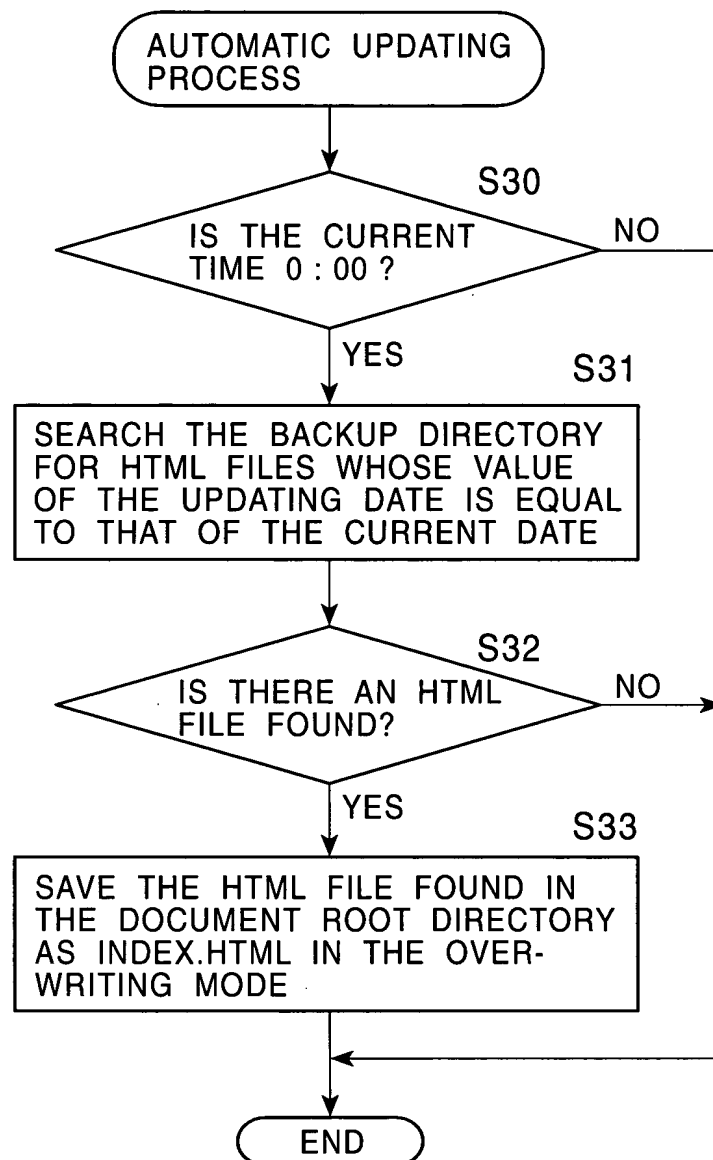 AUTOMATIC UPDATING
PROCESS
S30
IS THE CURRENT
TIME 0 : 00 ?
NO
YES
S31
SEARCH THE BACKUP DIRECTORY
FOR HTML FILES WHOSE VALUE
OF THE UPDATING DATE IS EQUAL
TO THAT OF THE CURRENT DATE
S32
IS THERE AN HTML
FILE FOUND?
NO
YES
S33
SAVE THE HTML FILE FOUND IN
THE DOCUMENT ROOT DIRECTORY
AS INDEX.HTML IN THE OVER-
WRITING MODE
END